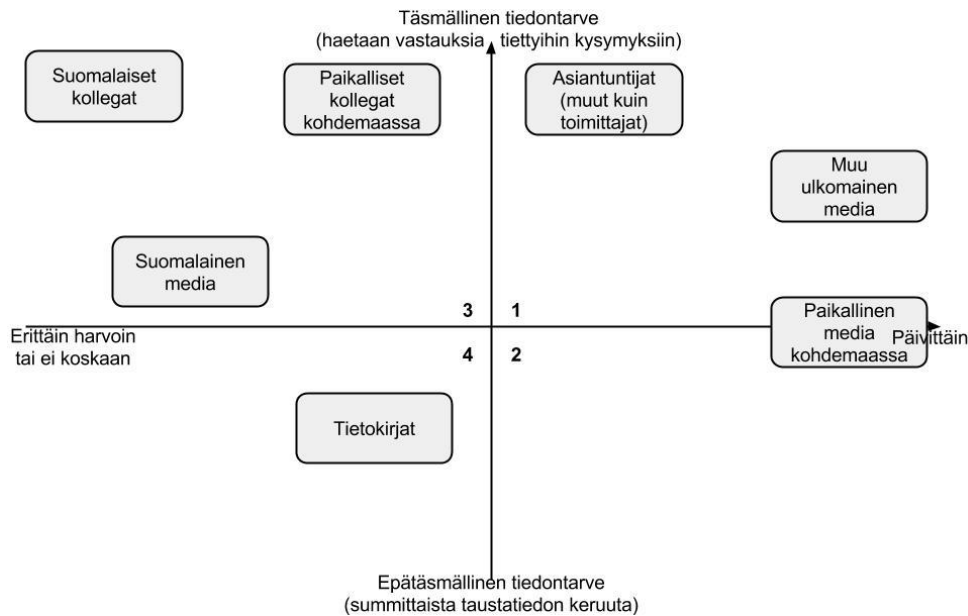 Täsmällinen tiedontarve
(haetaan vastauksia tiettyihin kysymyksiin)
Suomalaiset
kollegat
Paikalliset
kollegat
kohdemaassa
Asiantuntijat
(muut kuin
toimittajat)
Muu
ulkomainen
media
Suomalainen
media
3 1
Erittäin harvoin
tai ei koskaan
Paikallinen
media
kohdemaassa
Päivittäin
4 2
Tietokirjat
Epätäsmällinen tiedontarve
(summittaista taustatiedon keruuta)